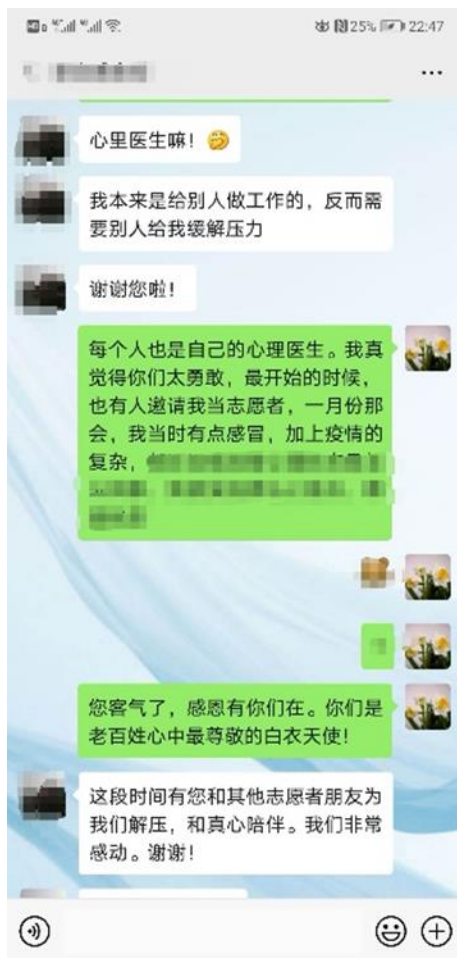 25% 22:47
心里医生嘛！
我本来是给别人做工作的，反而需
要别人给我缓解压力
谢谢您啦！
每个人也是自己的心理医生。我真
觉得你们太勇敢，最开始的时候，
也有人邀请我当志愿者，一月份那
会，我当时有点感冒，加上疫情的
复杂，
您客气了，感恩有你们在。你们是
老百姓心中最尊敬的白衣天使！
这段时间有您和其他志愿者朋友为
我们解压，和真心陪伴。我们非常
感动。谢谢！